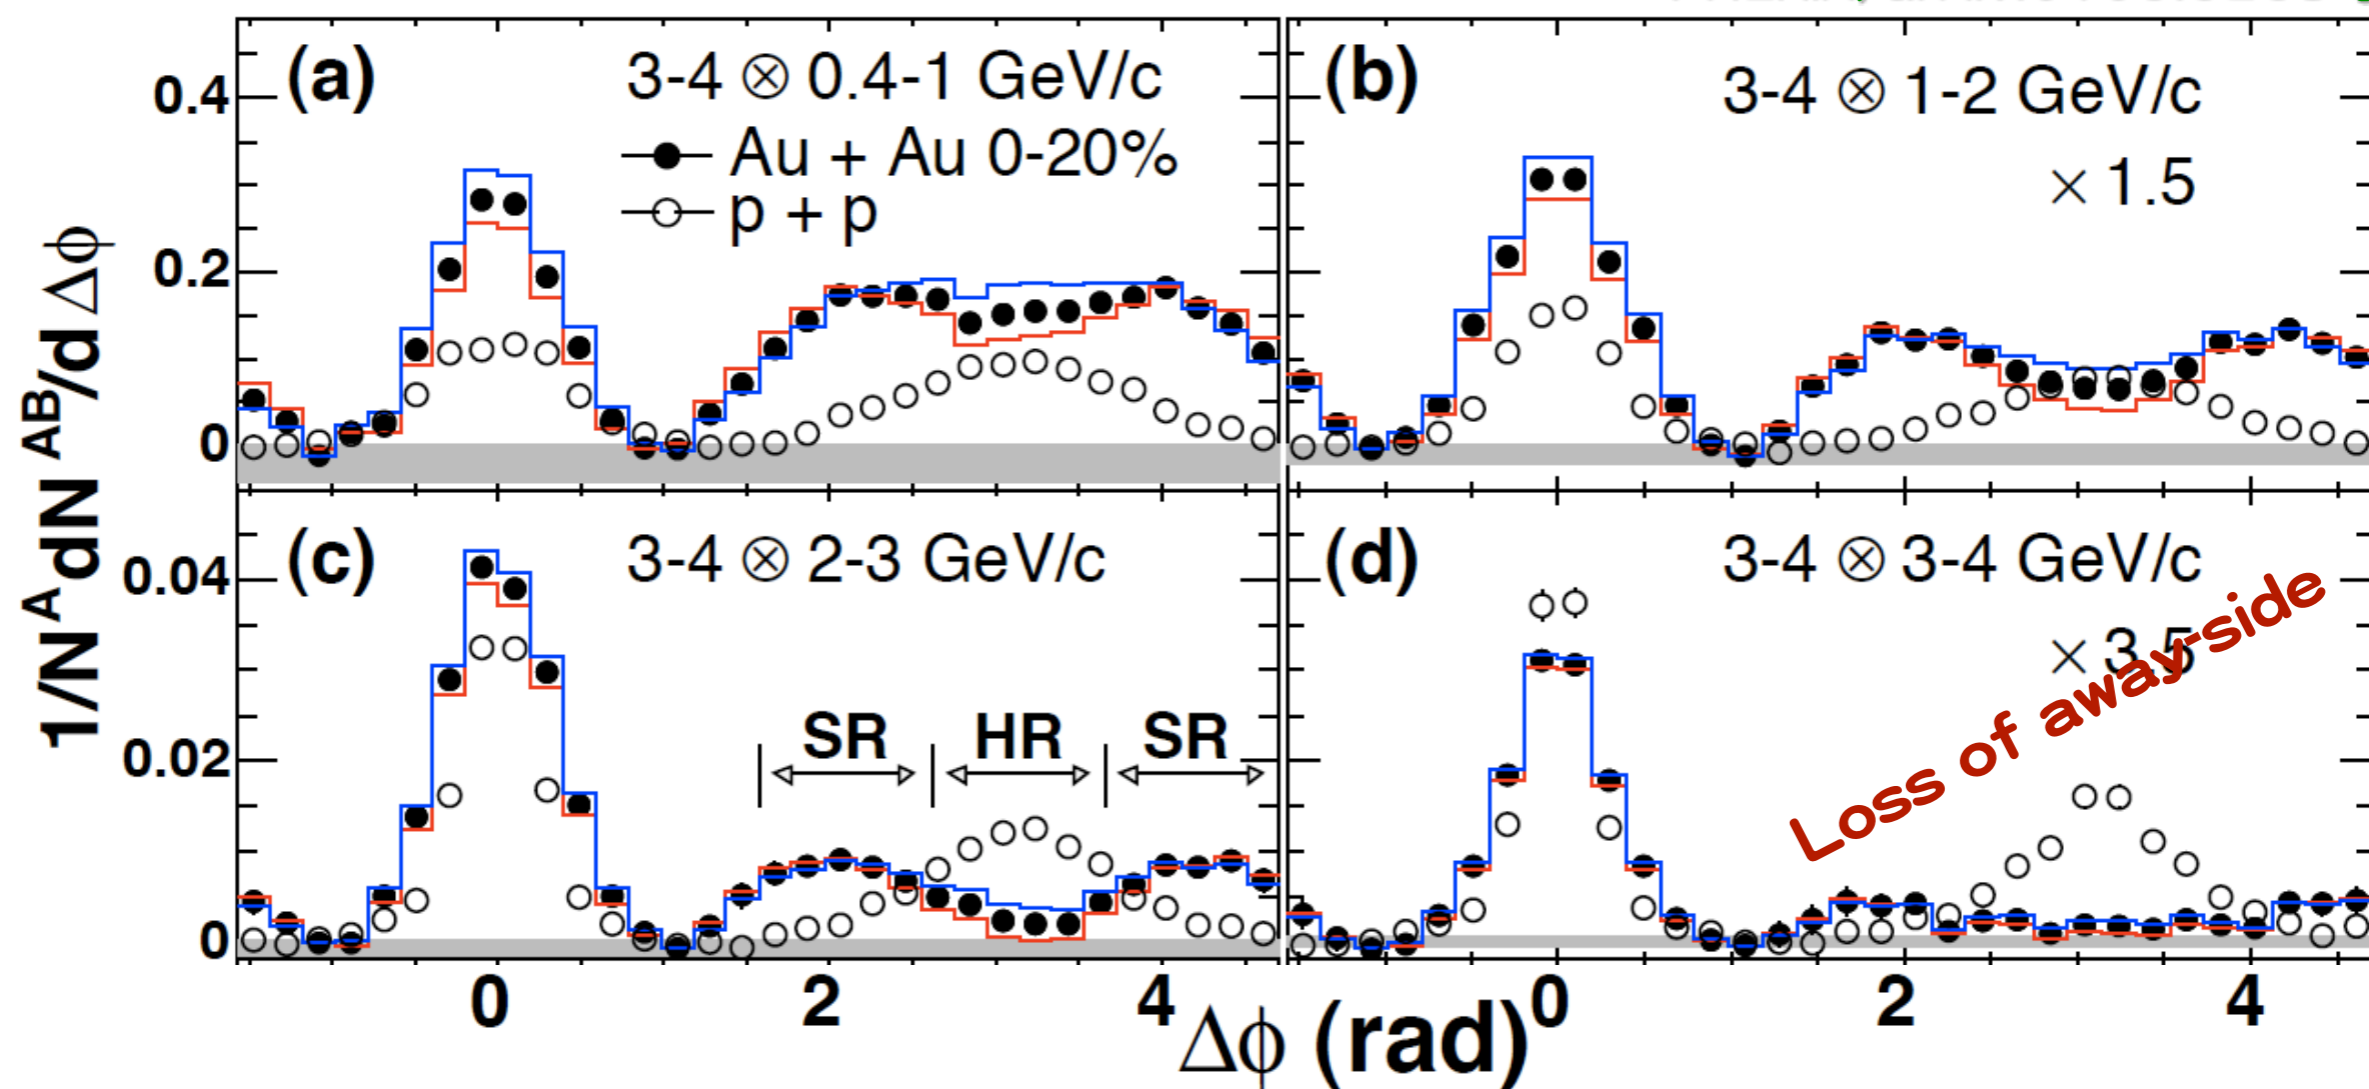 (a) 3-4 ⊗ 0.4-1 GeV/c
Au + Au 0-20%
p + p
(b) 3-4 ⊗ 1-2 GeV/c
× 1.5
0.4
0.2
0
1/N^A dN^AB/d Δϕ
(c) 3-4 ⊗ 2-3 GeV/c
SR HR SR
(d) 3-4 ⊗ 3-4 GeV/c
× 3.5
Loss of away-side
0.04
0.02
0
0 2 4
0 2 4
Δϕ (rad)